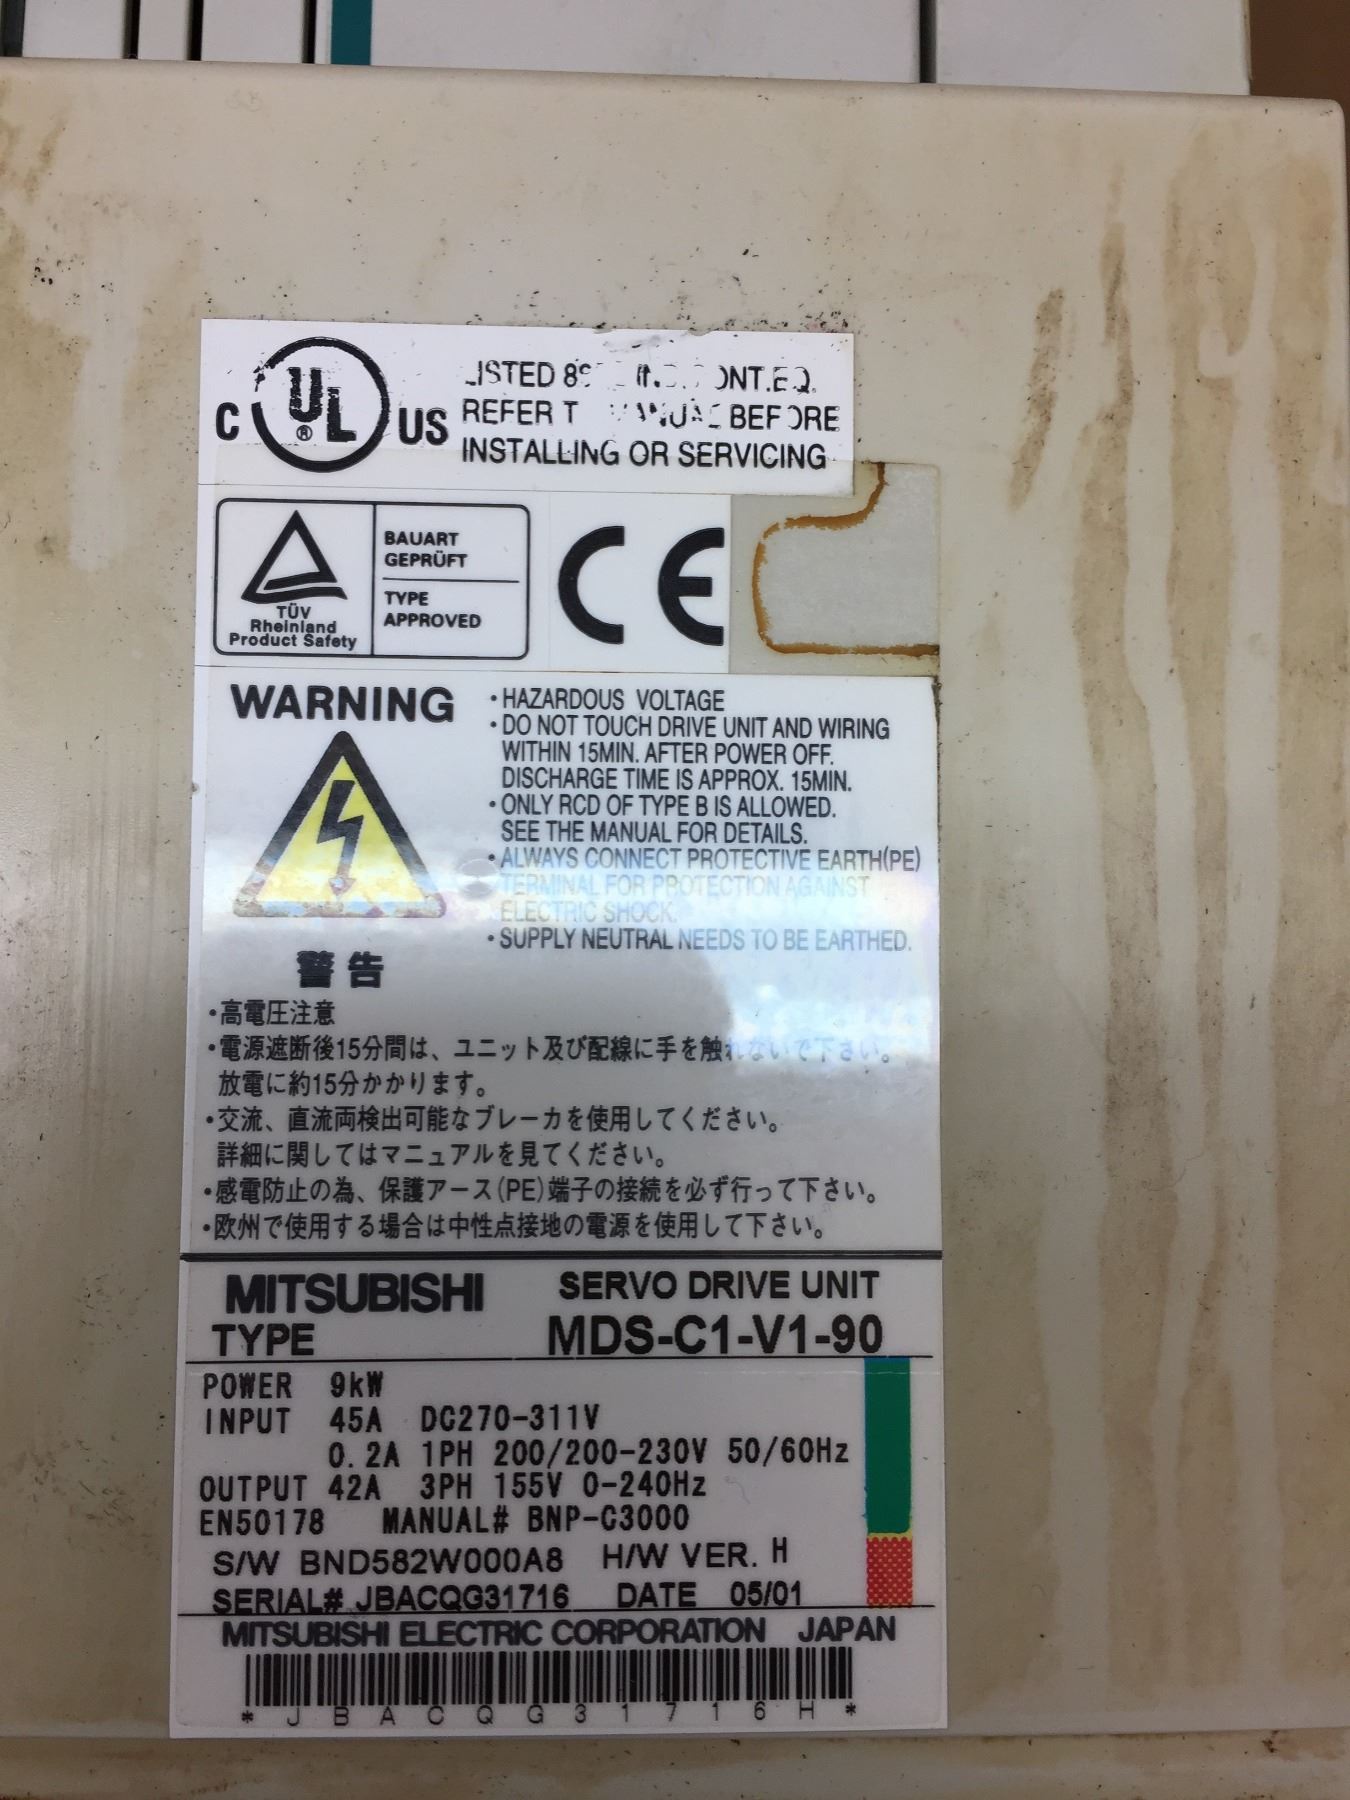 C UL ® US
INSTALLING OR SERVICING
BAUART
GEPRÜFT
TYPE
APPROVED
TÜV
Rheinland
Product Safety
CE
WARNING
・HAZARDOUS VOLTAGE
・DO NOT TOUCH DRIVE UNIT AND WIRING
WITHIN 15MIN. AFTER POWER OFF.
DISCHARGE TIME IS APPROX. 15MIN.
・ONLY RCD OF TYPE B IS ALLOWED.
SEE THE MANUAL FOR DETAILS.
・ALWAYS CONNECT PROTECTIVE EARTH(PE)
TERMINAL FOR PROTECTION AGAINST
ELECTRIC SHOCK.
・SUPPLY NEUTRAL NEEDS TO BE EARTHED.
警告
・高電圧注意
・電源遮断後15分間は、ユニット及び配線に手を触れないで下さい。
放電に約15分かかります。
・交流、直流両検出可能なブレーカを使用してください。
詳細に関してはマニュアルを見てください。
・感電防止の為、保護アース(PE)端子の接続を必ず行って下さい。
・欧州で使用する場合は中性点接地の電源を使用して下さい。
MITSUBISHI SERVO DRIVE UNIT
TYPE MDS-C1-V1-90
POWER 9kW
INPUT 45A DC270-311V
0.2A 1PH 200/200-230V 50/60Hz
OUTPUT 42A 3PH 155V 0-240Hz
EN50178 MANUAL# BNP-C3000
S/W BND582W000A8 H/W VER. H
SERIAL# JBACQG31716 DATE 05/01
MITSUBISHI ELECTRIC CORPORATION JAPAN
* J B A C Q G 3 1 7 1 6 H *